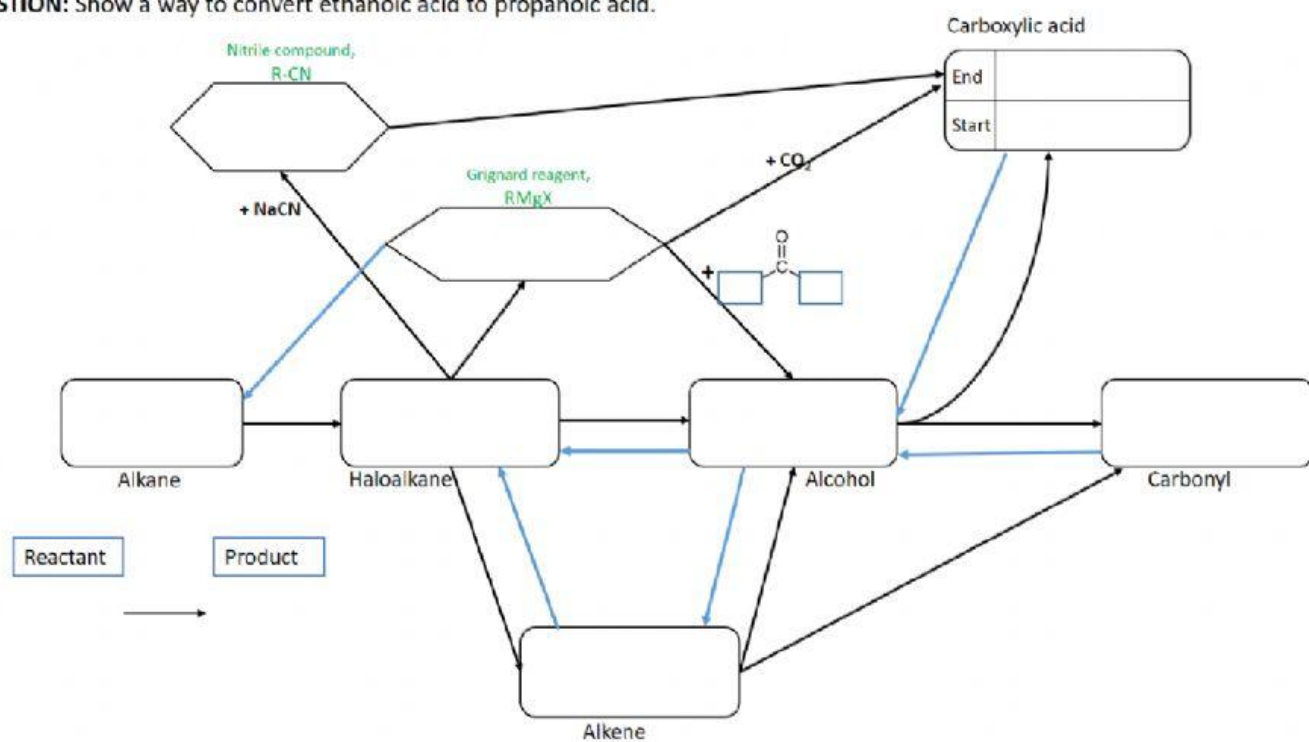 STION: Show a way to convert ethanoic acid to propanoic acid.
Carboxylic acid
Nitrile compound,
R-CN
End
Start
+ CO₂
Grignard reagent,
RMgX
+ NaCN
O
C
+
Alkane
Haloalkane
Alcohol
Carbonyl
Reactant
Product
Alkene